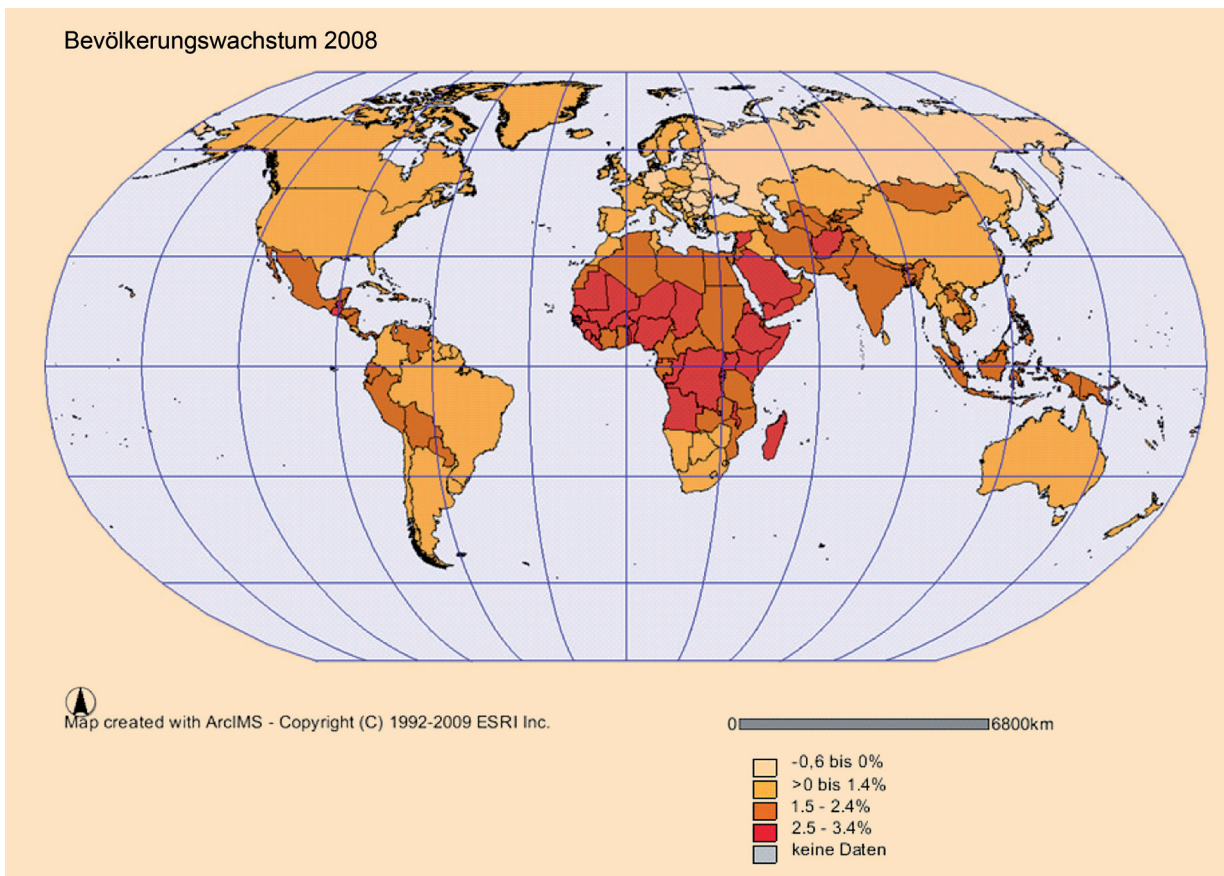 Bevölkerungswachstum 2008
Map created with ArcIMS - Copyright (C) 1992-2009 ESRI Inc.
0 6800km
-0,6 bis 0%
>0 bis 1.4%
1.5 - 2.4%
2.5 - 3.4%
keine Daten